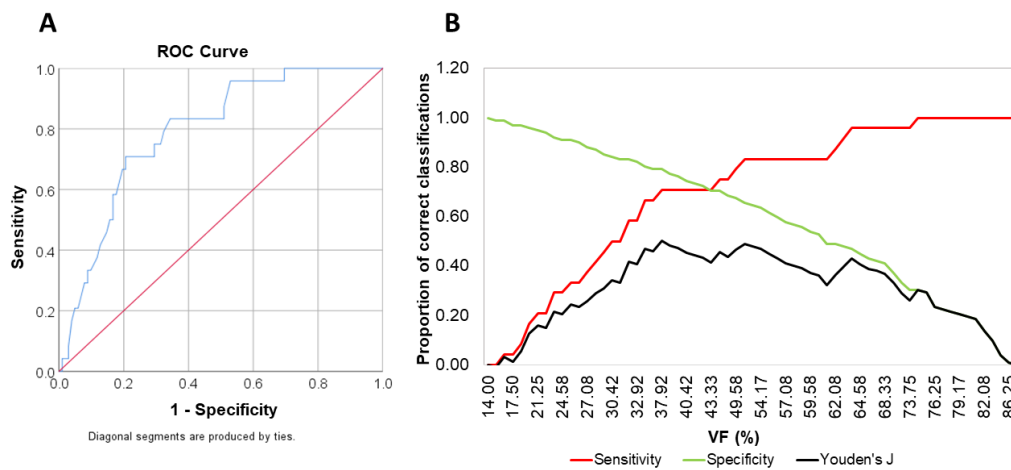 A
ROC Curve
Sensitivity
1.0
0.8
0.6
0.4
0.2
0.0
0.0 0.2 0.4 0.6 0.8 1.0
1 - Specificity
Diagonal segments are produced by ties.
B
Proportion of correct classifications
1.20
1.00
0.80
0.60
0.40
0.20
0.00
14.00 17.50 21.25 24.58 27.08 30.42 32.92 37.92 40.42 43.33 49.58 54.17 57.08 59.58 62.08 64.58 68.33 73.75 76.25 79.17 82.08 86.25
VF (%)
Sensitivity Specificity Youden's J